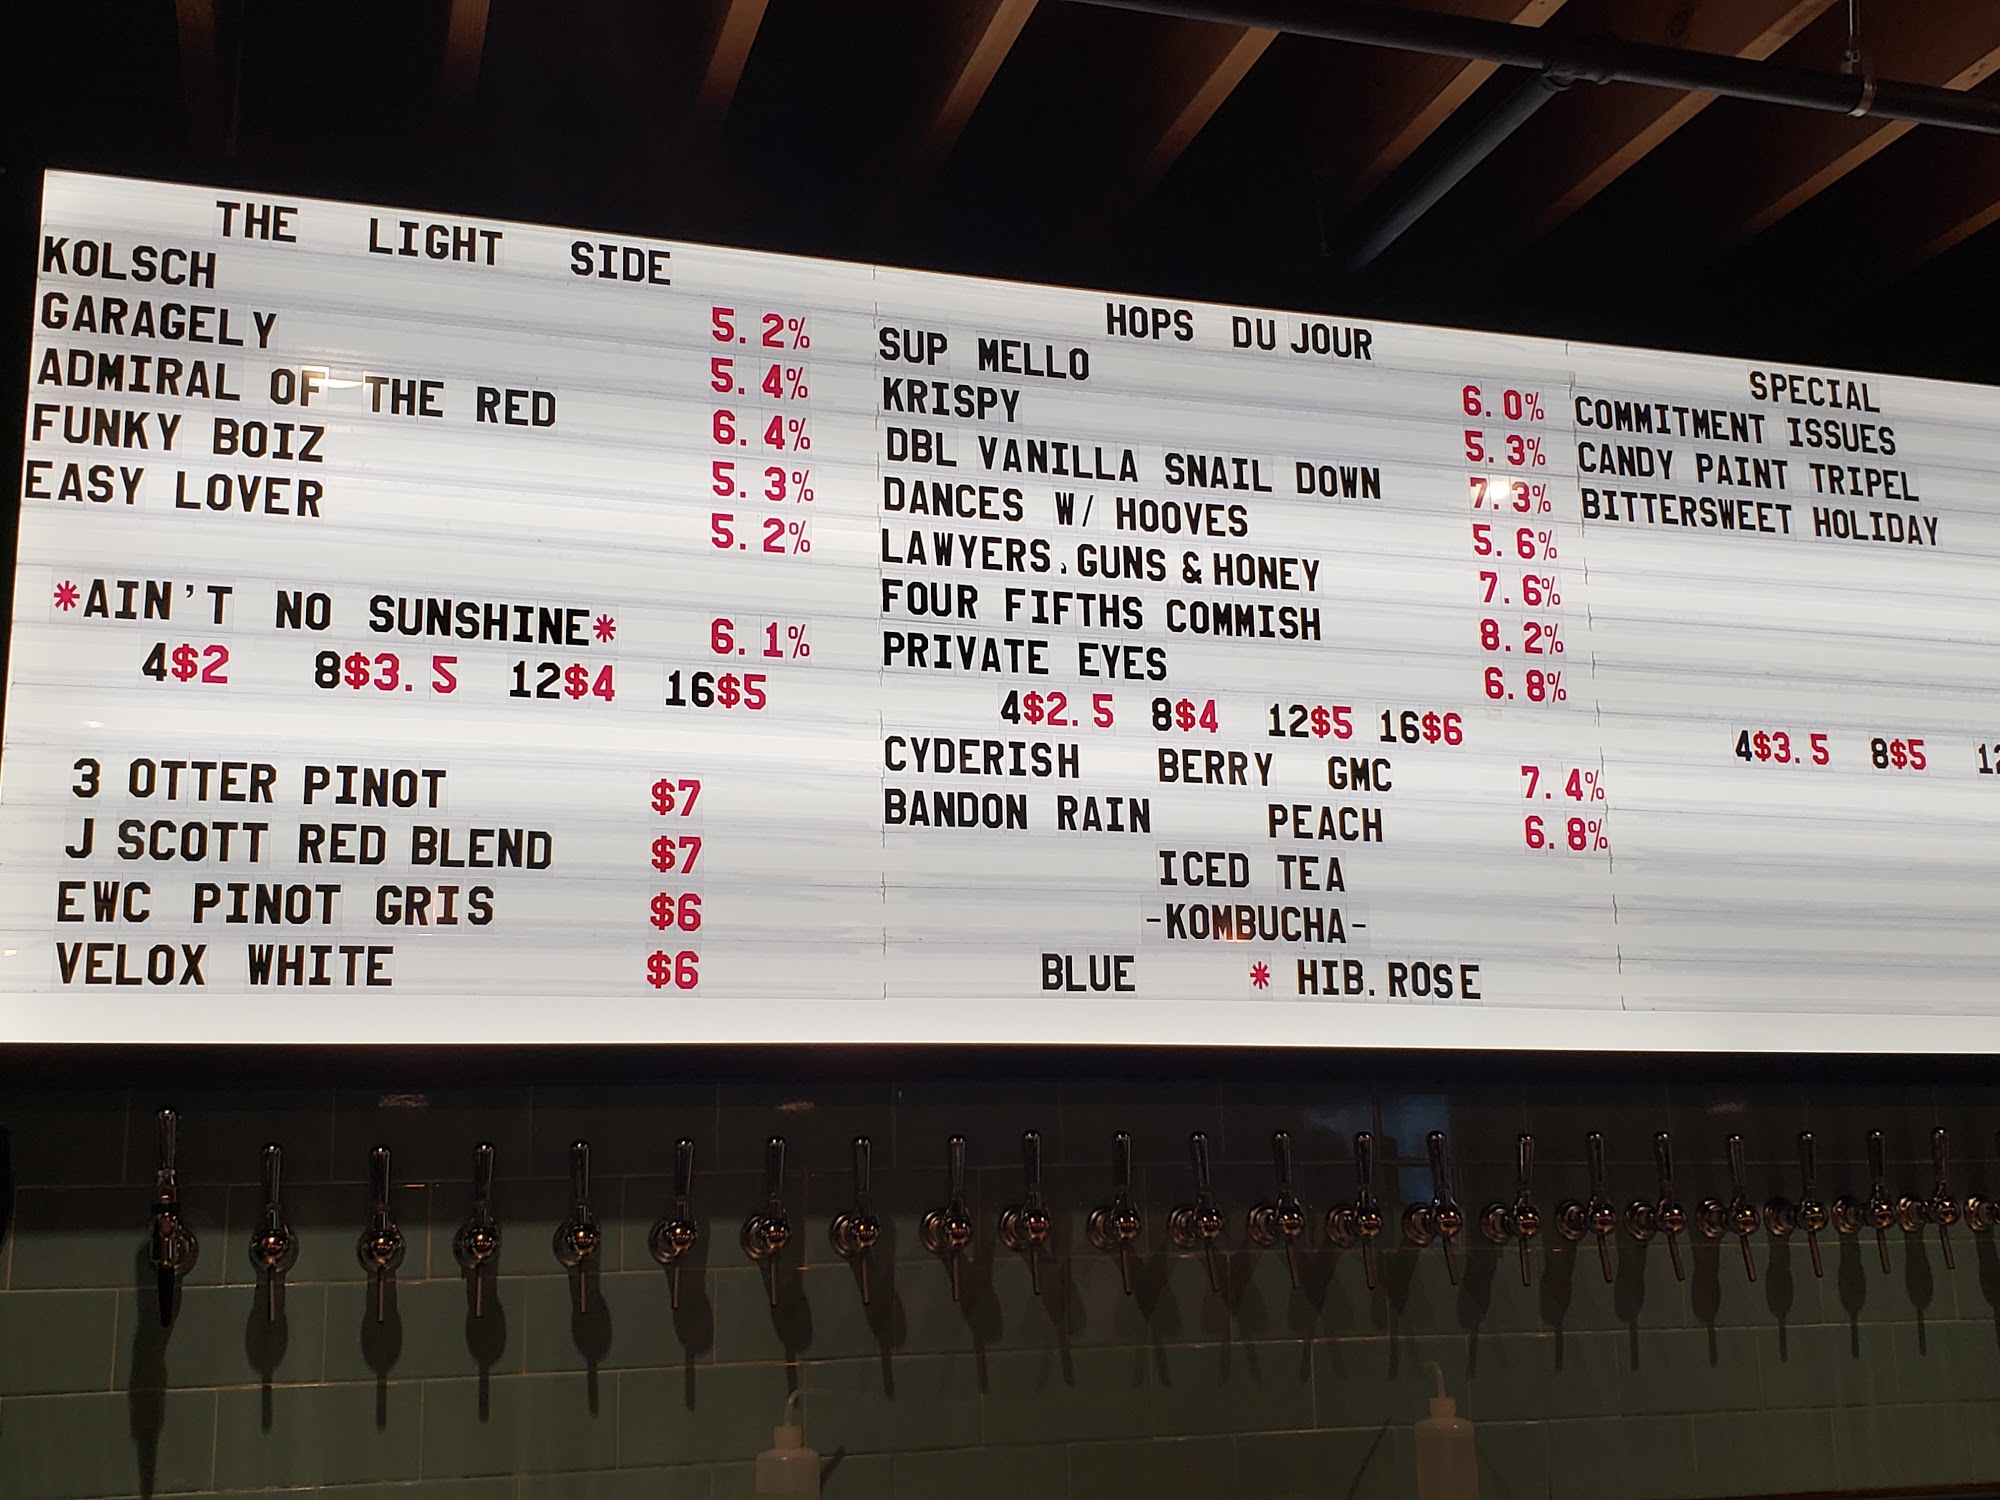 THE LIGHT SIDE
KOLSCH 5.2%
GARAGELY 5.4%
ADMIRAL OF THE RED 6.4%
FUNKY BOIZ 5.3%
EASY LOVER 5.2%
*AIN'T NO SUNSHINE* 6.1%
4$2 8$3.5 12$4 16$5
3 OTTER PINOT $7
J SCOTT RED BLEND $7
EWC PINOT GRIS $6
VELOX WHITE $6
HOPS DU JOUR
SUP MELLO 6.0%
KRISPY 5.3%
DBL VANILLA SNAIL DOWN 7.3%
DANCES W/ HOOVES 5.6%
LAWYERS, GUNS & HONEY 7.6%
FOUR FIFTHS COMMISH 8.2%
PRIVATE EYES 6.8%
4$2.5 8$4 12$5 16$6
CYDERISH BERRY GMC 7.4%
BANDON RAIN PEACH 6.8%
ICED TEA
-KOMBUCHA-
BLUE * HIB.ROSE
SPECIAL
COMMITMENT ISSUES
CANDY PAINT TRIPEL
BITTERSWEET HOLIDAY
4$3.5 8$5